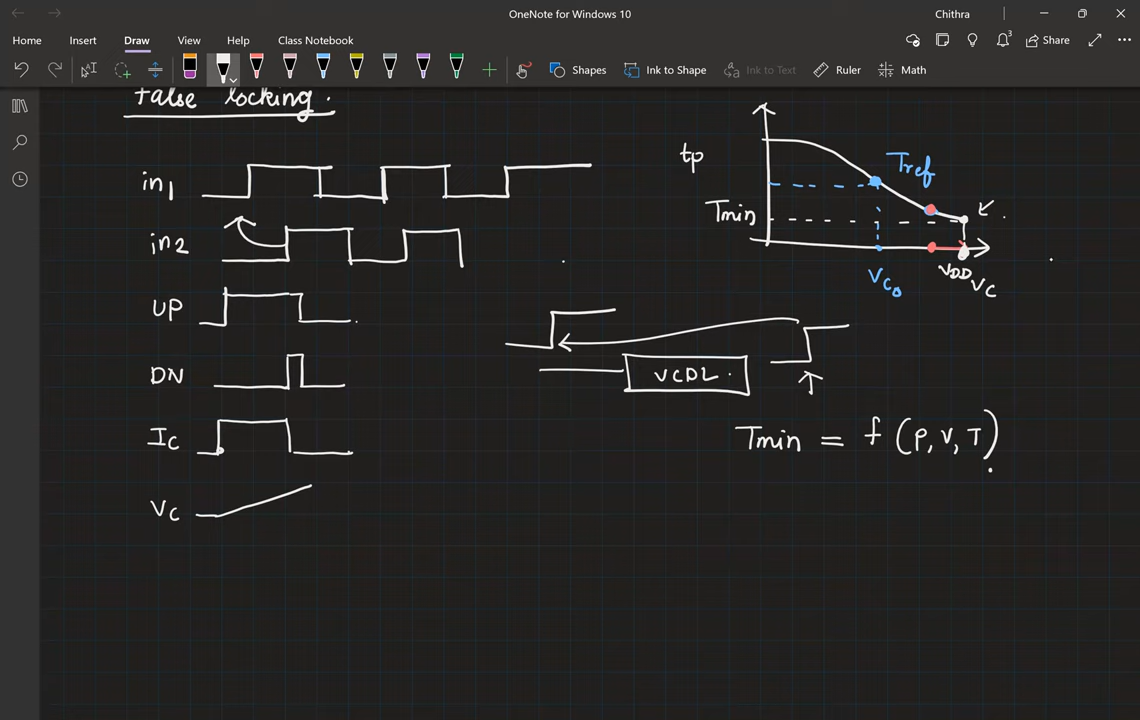 OneNote for Windows 10
Chithra
Home Insert Draw View Help Class Notebook
Share
Shapes Ink to Shape Ink to Text Ruler Math
false locking.
in1
in2
UP
DN
Ic
Vc
tp
Tref
Tmin
Vc0
VDD
Vc
VCDL
Tmin = f (P, V, T)